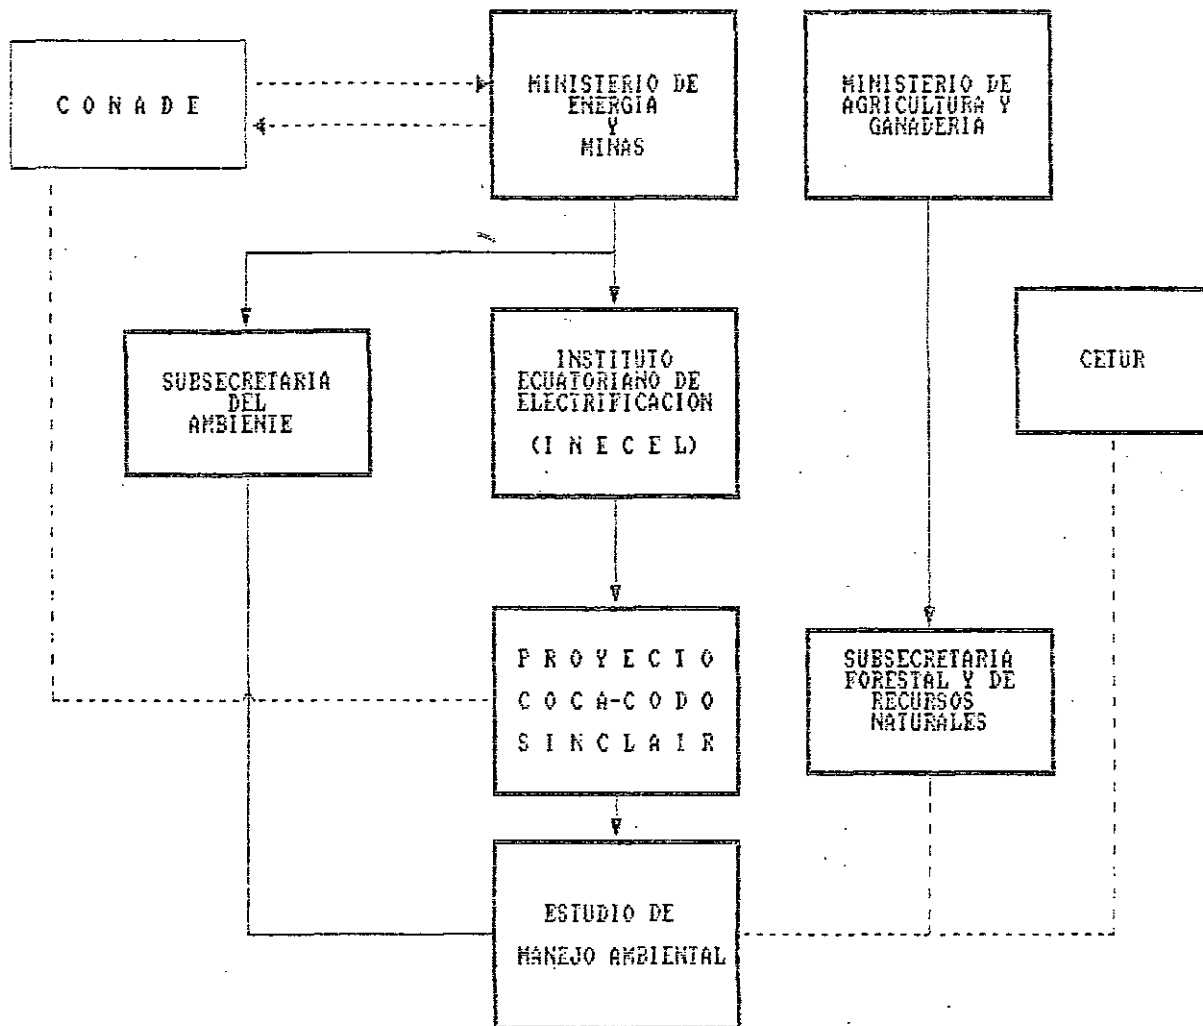 C O N A D E
MINISTERIO DE
ENERGIA
Y
MINAS
MINISTERIO DE
AGRICULTURA Y
GANADERIA
SUBSECRETARIA
DEL
AMBIENTE
INSTITUTO
ECUATORIANO DE
ELECTRIFICACION
(I N E C E L)
CETUR
P R O Y E C T O
C O C A - C O D O
S I N C L A I R
SUBSECRETARIA
FORESTAL Y DE
RECURSOS
NATURALES
ESTUDIO DE
MANEJO AMBIENTAL